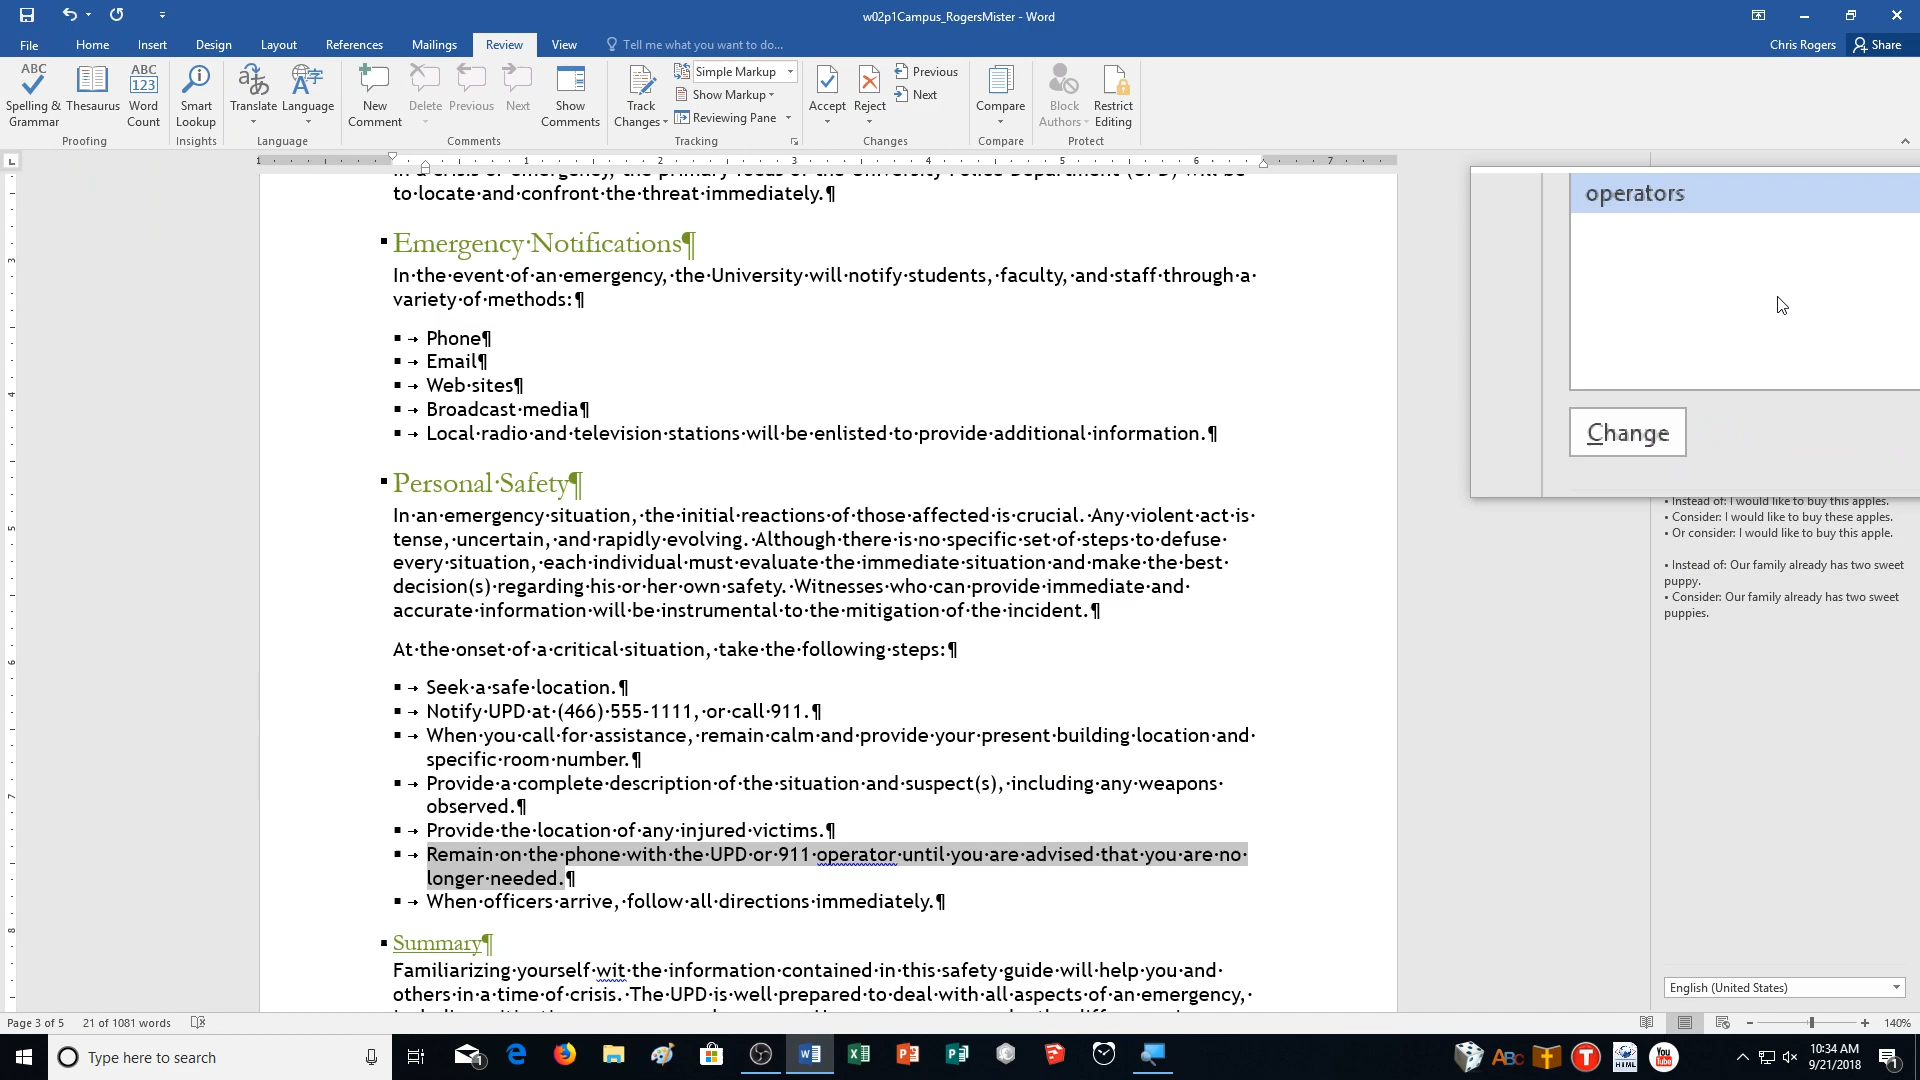 w02p1Campus_RogersMister - Word
File Home Insert Design Layout References Mailings Review View Tell me what you want to do... Chris Rogers Share
ABC
Spelling & Grammar
Thesaurus
ABC 123
Word Count
Smart Lookup
Translate
Language
New Comment
Delete
Previous
Next
Show Comments
Track Changes
Simple Markup
Show Markup
Reviewing Pane
Accept
Reject
Previous
Next
Compare
Block Authors
Restrict Editing
Proofing Insights Language Comments Tracking Changes Compare Protect
1 1 2 3 4 5 6 7
to·locate·and·confront·the·threat·immediately.¶
Emergency·Notifications¶
In·the·event·of·an·emergency,·the·University·will·notify·students,·faculty,·and·staff·through·a·
variety·of·methods:¶
Phone¶
Email¶
Web·sites¶
Broadcast·media¶
Local·radio·and·television·stations·will·be·enlisted·to·provide·additional·information.¶
Personal·Safety¶
In·an·emergency·situation,·the·initial·reactions·of·those·affected·is·crucial.·Any·violent·act·is·
tense,·uncertain,·and·rapidly·evolving.·Although·there·is·no·specific·set·of·steps·to·defuse·
every·situation,·each·individual·must·evaluate·the·immediate·situation·and·make·the·best·
decision(s)·regarding·his·or·her·own·safety.·Witnesses·who·can·provide·immediate·and·
accurate·information·will·be·instrumental·to·the·mitigation·of·the·incident.¶
At·the·onset·of·a·critical·situation,·take·the·following·steps:¶
Seek·a·safe·location.¶
Notify·UPD·at·(466)·555-1111,·or·call·911.¶
When·you·call·for·assistance,·remain·calm·and·provide·your·present·building·location·and·
specific·room·number.¶
Provide·a·complete·description·of·the·situation·and·suspect(s),·including·any·weapons·
observed.¶
Provide·the·location·of·any·injured·victims.¶
Remain·on·the·phone·with·the·UPD·or·911·operator·until·you·are·advised·that·you·are·no·
longer·needed.¶
When·officers·arrive,·follow·all·directions·immediately.¶
Summary¶
Familiarizing·yourself·wit·the·information·contained·in·this·safety·guide·will·help·you·and·
others·in·a·time·of·crisis.·The·UPD·is·well·prepared·to·deal·with·all·aspects·of·an·emergency,·
operators
Change
• Instead of: I would like to buy this apples.
• Consider: I would like to buy these apples.
• Or consider: I would like to buy this apple.
• Instead of: Our family already has two sweet
puppy.
• Consider: Our family already has two sweet
puppies.
English (United States)
Page 3 of 5 21 of 1081 words 140%
Type here to search
10:34 AM
9/21/2018